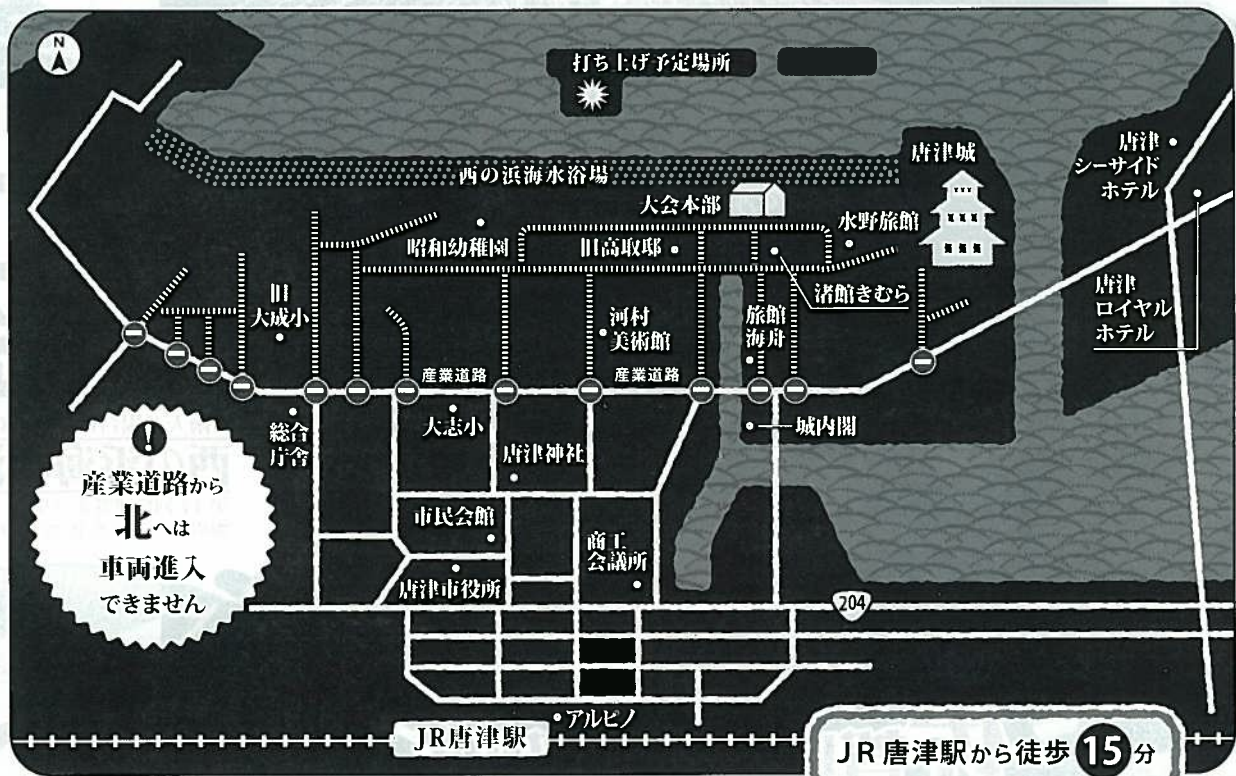 N
打ち上げ予定場所
唐津城
唐津
シーサイド
ホテル
西の浜海水浴場
大会本部
水野旅館
昭和幼稚園
旧高取邸
渚館きむら
旧
大成小
河村
美術館
旅館
海舟
唐津
ロイヤル
ホテル
産業道路
産業道路
総合
庁舎
大志小
城内閣
唐津神社
!
産業道路から
北へは
車両進入
できません
市民会館
商工
会議所
唐津市役所
204
アルピノ
JR唐津駅
JR唐津駅から徒歩15分